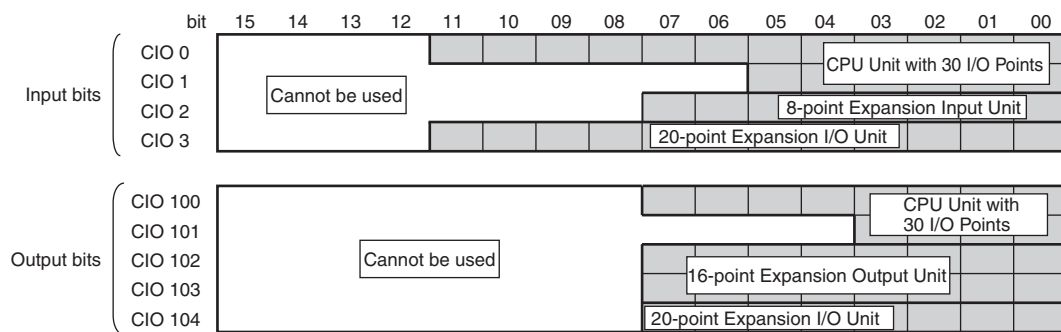 bit 15 14 13 12 11 10 09 08 07 06 05 04 03 02 01 00
Input bits
CIO 0
CIO 1
CIO 2
CIO 3
Cannot be used
CPU Unit with 30 I/O Points
8-point Expansion Input Unit
20-point Expansion I/O Unit
Output bits
CIO 100
CIO 101
CIO 102
CIO 103
CIO 104
Cannot be used
CPU Unit with
30 I/O Points
16-point Expansion Output Unit
20-point Expansion I/O Unit